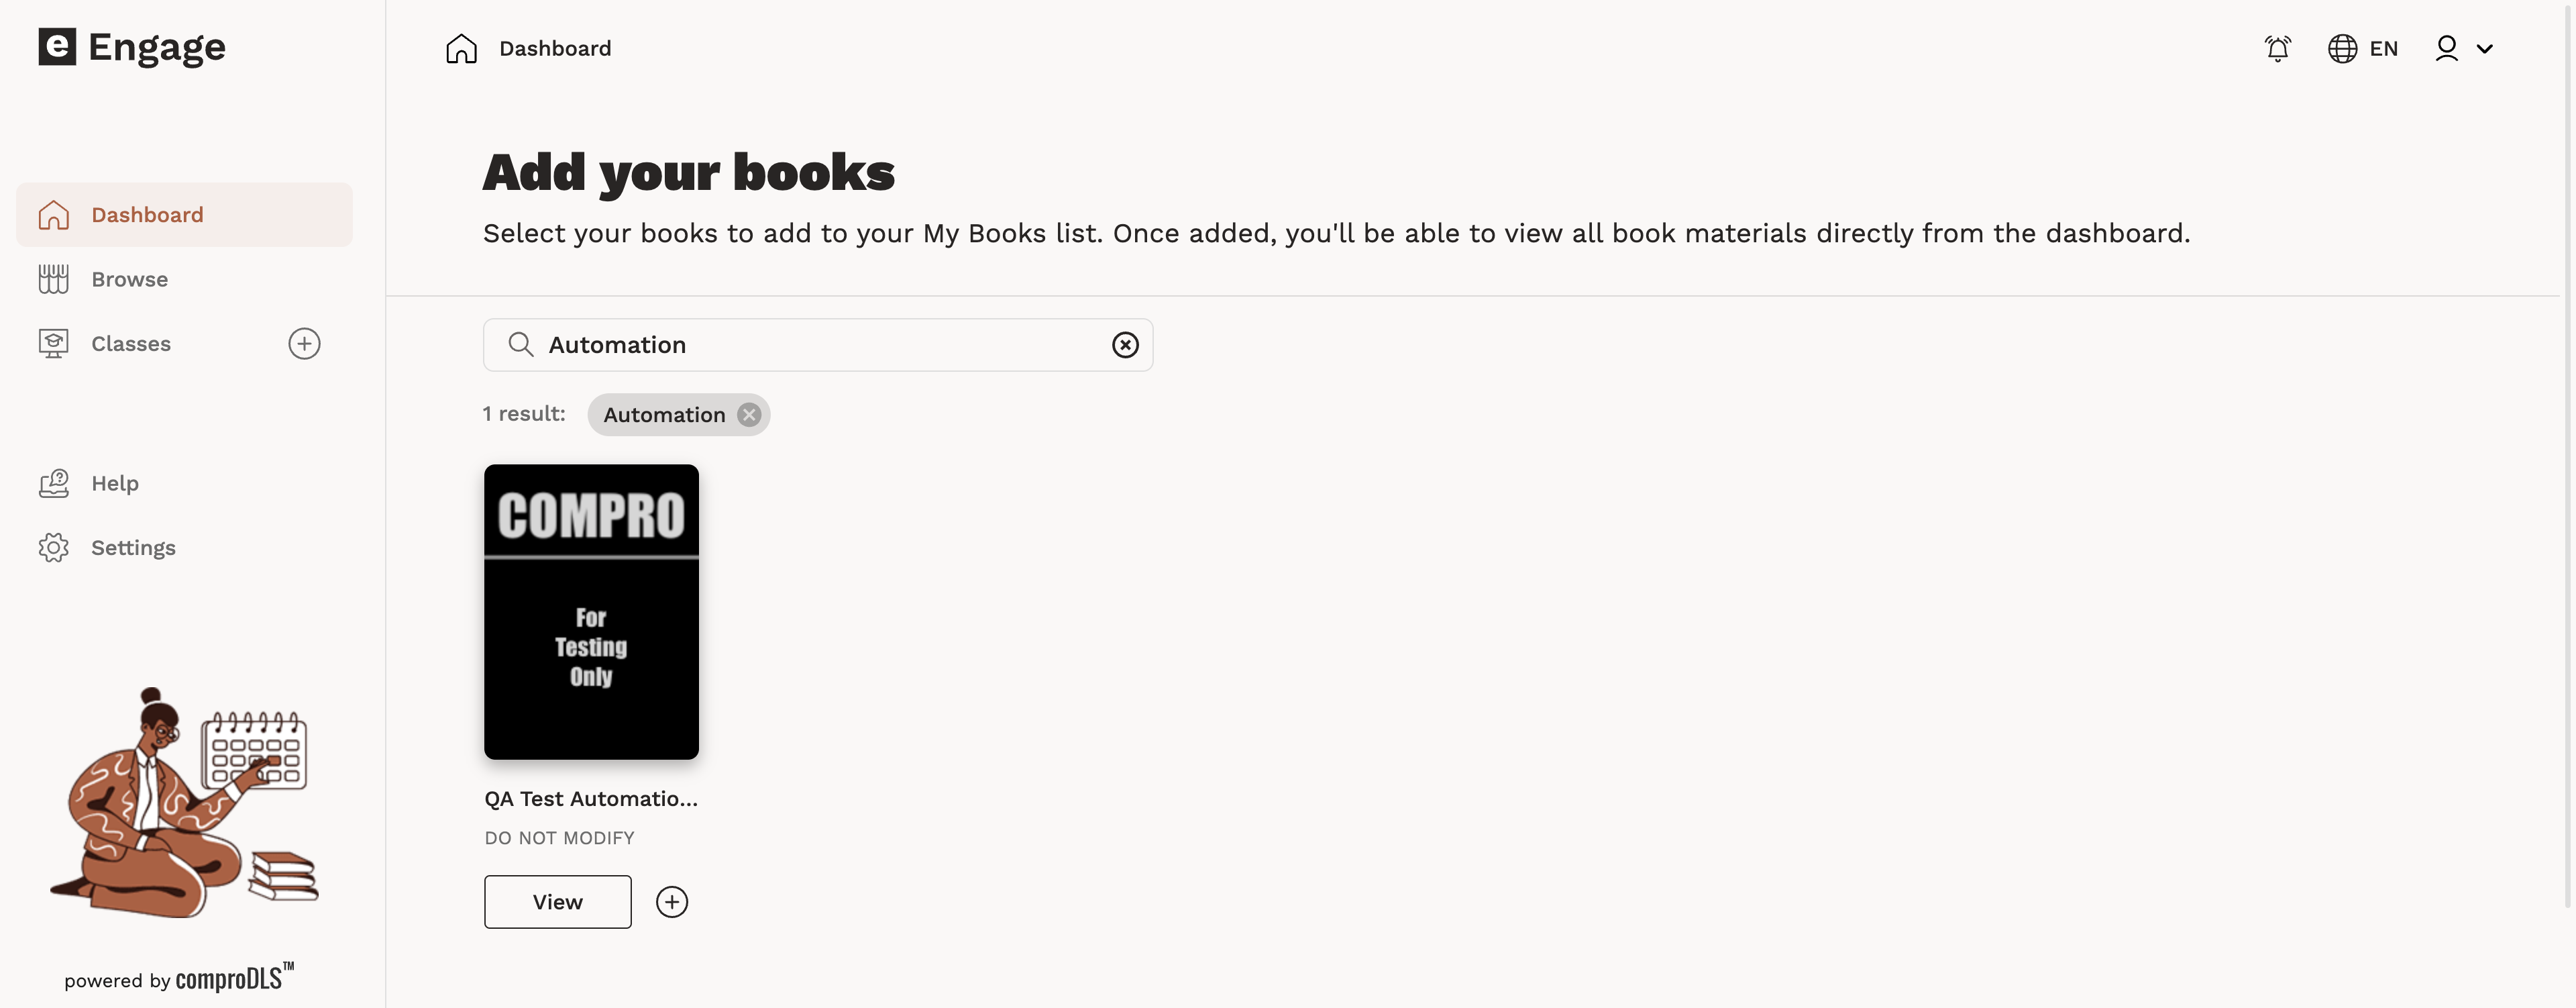 e Engage
Dashboard
Browse
Classes
Help
Settings
powered by comproDLS™
Dashboard
EN
Add your books
Select your books to add to your My Books list. Once added, you'll be able to view all book materials directly from the dashboard.
Automation
1 result: Automation
COMPRO
For
Testing
Only
QA Test Automatio...
DO NOT MODIFY
View